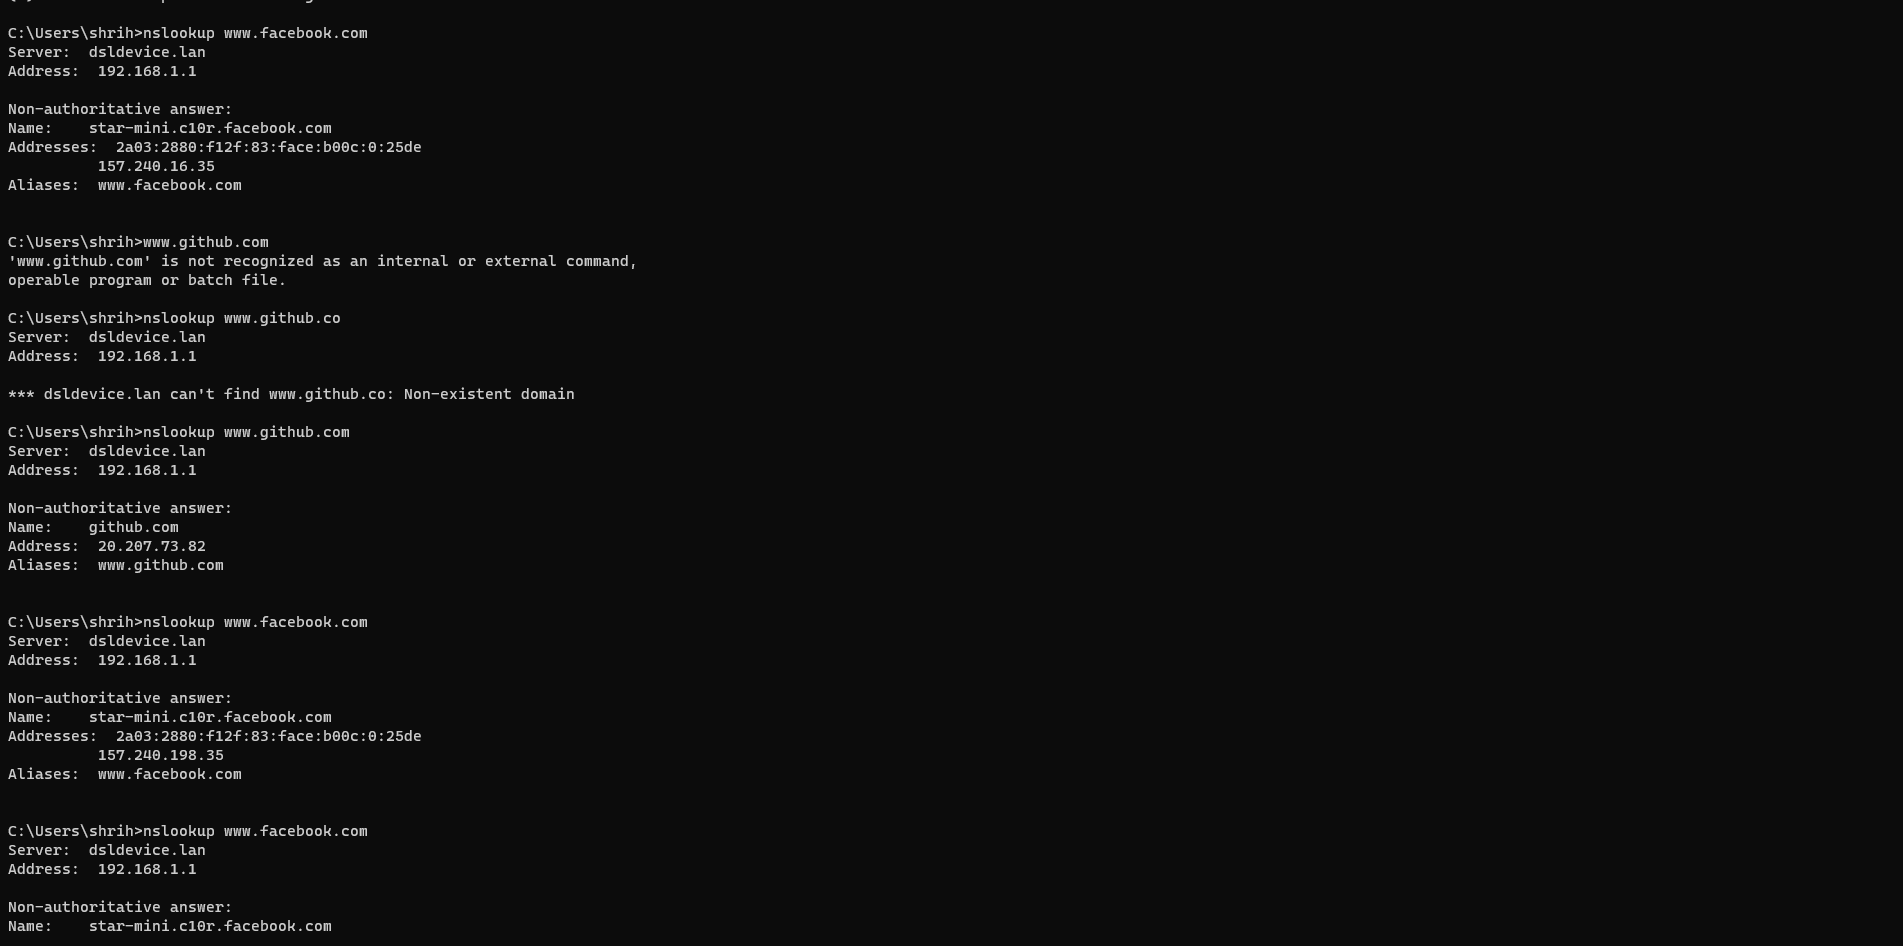 C:\Users\shrih>nslookup www.facebook.com
Server:  dsldevice.lan
Address:  192.168.1.1
Non-authoritative answer:
Name:    star-mini.c10r.facebook.com
Addresses:  2a03:2880:f12f:83:face:b00c:0:25de
          157.240.16.35
Aliases:  www.facebook.com
C:\Users\shrih>www.github.com
'www.github.com' is not recognized as an internal or external command,
operable program or batch file.
C:\Users\shrih>nslookup www.github.co
Server:  dsldevice.lan
Address:  192.168.1.1
*** dsldevice.lan can't find www.github.co: Non-existent domain
C:\Users\shrih>nslookup www.github.com
Server:  dsldevice.lan
Address:  192.168.1.1
Non-authoritative answer:
Name:    github.com
Address:  20.207.73.82
Aliases:  www.github.com
C:\Users\shrih>nslookup www.facebook.com
Server:  dsldevice.lan
Address:  192.168.1.1
Non-authoritative answer:
Name:    star-mini.c10r.facebook.com
Addresses:  2a03:2880:f12f:83:face:b00c:0:25de
          157.240.198.35
Aliases:  www.facebook.com
C:\Users\shrih>nslookup www.facebook.com
Server:  dsldevice.lan
Address:  192.168.1.1
Non-authoritative answer:
Name:    star-mini.c10r.facebook.com